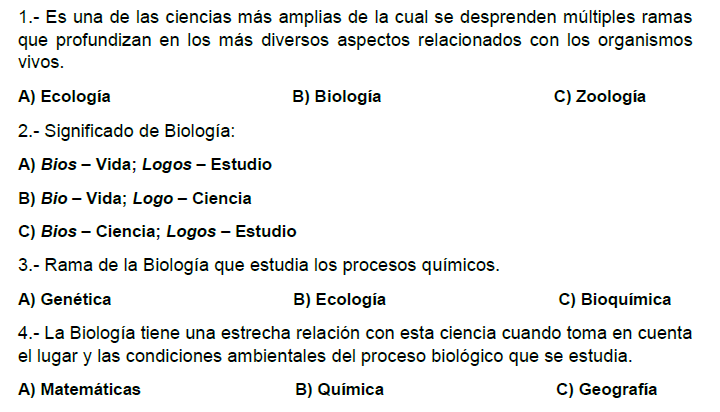 1.- Es una de las ciencias más amplias de la cual se desprenden múltiples ramas
que profundizan en los más diversos aspectos relacionados con los organismos
vivos.
A) Ecología B) Biología C) Zoología
2.- Significado de Biología:
A) Bios – Vida; Logos – Estudio
B) Bio – Vida; Logo – Ciencia
C) Bios – Ciencia; Logos – Estudio
3.- Rama de la Biología que estudia los procesos químicos.
A) Genética B) Ecología C) Bioquímica
4.- La Biología tiene una estrecha relación con esta ciencia cuando toma en cuenta
el lugar y las condiciones ambientales del proceso biológico que se estudia.
A) Matemáticas B) Química C) Geografía